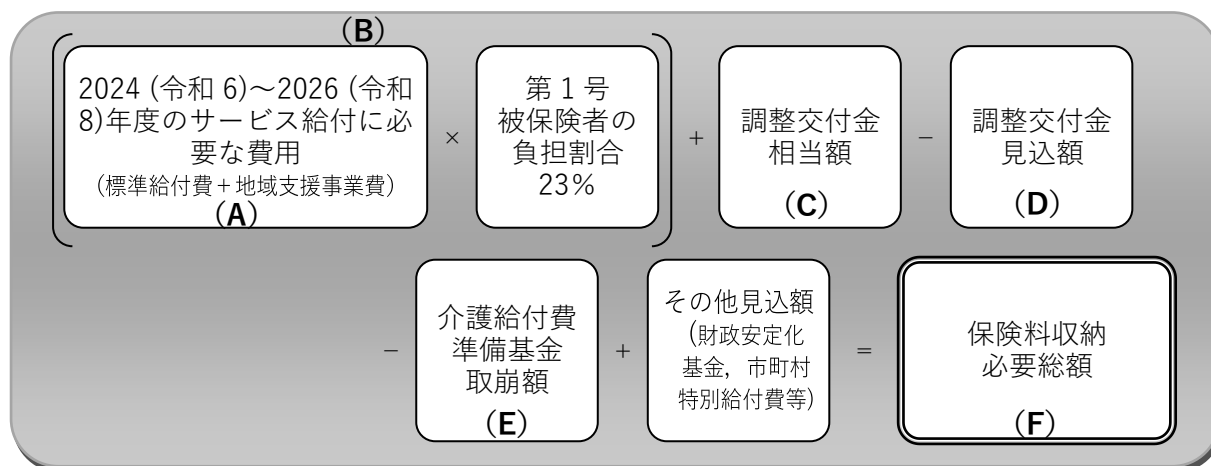 (B)
2024 (令和 6)～2026 (令和
8)年度のサービス給付に必
要な費用
(標準給付費＋地域支援事業費)
(A)
×
第 1 号
被保険者の
負担割合
23%
+
調整交付金
相当額
(C)
−
調整交付金
見込額
(D)
−
介護給付費
準備基金
取崩額
(E)
+
その他見込額
(財政安定化
基金，市町村
特別給付費等)
=
保険料収納
必要総額
(F)